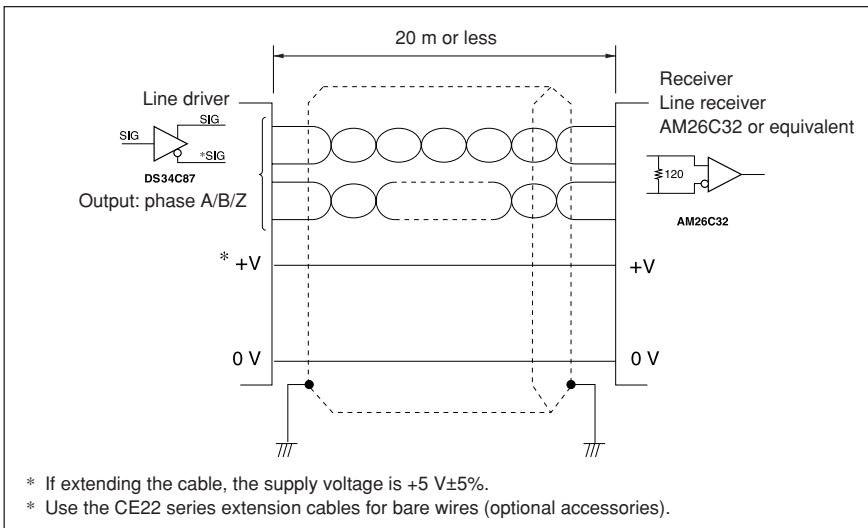 20 m or less
Line driver
SIG
SIG
*SIG
DS34C87
Output: phase A/B/Z
Receiver
Line receiver
AM26C32 or equivalent
120
AM26C32
* +V
+V
0 V
0 V
* If extending the cable, the supply voltage is +5 V±5%.
* Use the CE22 series extension cables for bare wires (optional accessories).